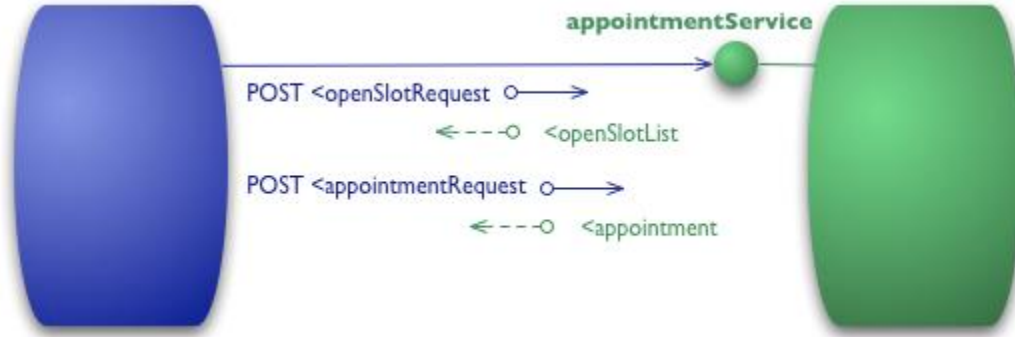 appointmentService
POST <openSlotRequest
<openSlotList
POST <appointmentRequest
<appointment